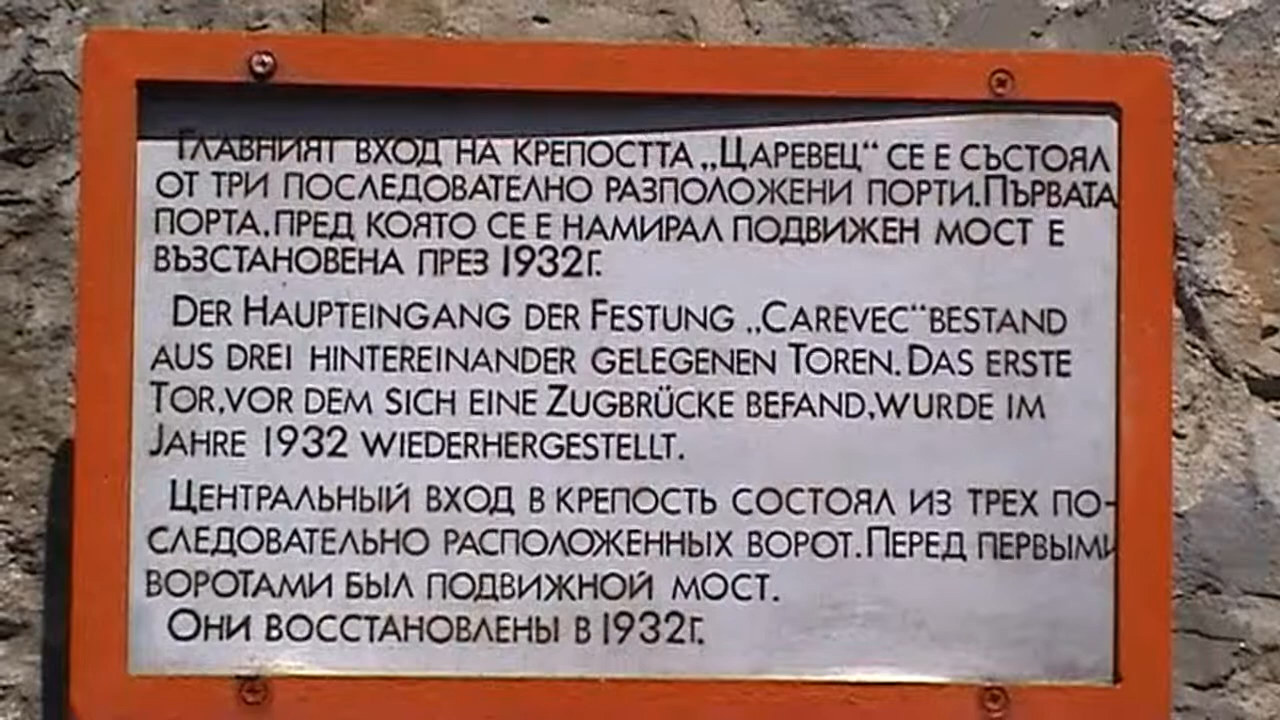 ГЛАВНИЯТ ВХОД НА КРЕПОСТТА „ЦАРЕВЕЦ“ СЕ Е СЪСТОЯЛ
ОТ ТРИ ПОСЛЕДОВАТЕЛНО РАЗПОЛОЖЕНИ ПОРТИ.ПЪРВАТА
ПОРТА.ПРЕД КОЯТО СЕ Е НАМИРАЛ ПОДВИЖЕН МОСТ Е
ВЪЗСТАНОВЕНА ПРЕЗ 1932Г.
DER HAUPTEINGANG DER FESTUNG „CAREVEC“ BESTAND
AUS DREI HINTEREINANDER GELEGENEN TOREN.DAS ERSTE
TOR,VOR DEM SICH EINE ZUGBRÜCKE BEFAND,WURDE IM
JAHRE 1932 WIEDERHERGESTELLT.
ЦЕНТРАЛЬНЫЙ ВХОД В КРЕПОСТЬ СОСТОЯЛ ИЗ ТРЕХ ПО-
СЛЕДОВАТЕЛЬНО РАСПОЛОЖЕННЫХ ВОРОТ.ПЕРЕД ПЕРВЫМИ
ВОРОТАМИ БЫЛ ПОДВИЖНОЙ МОСТ.
ОНИ ВОССТАНОВЛЕНЫ В 1932Г.